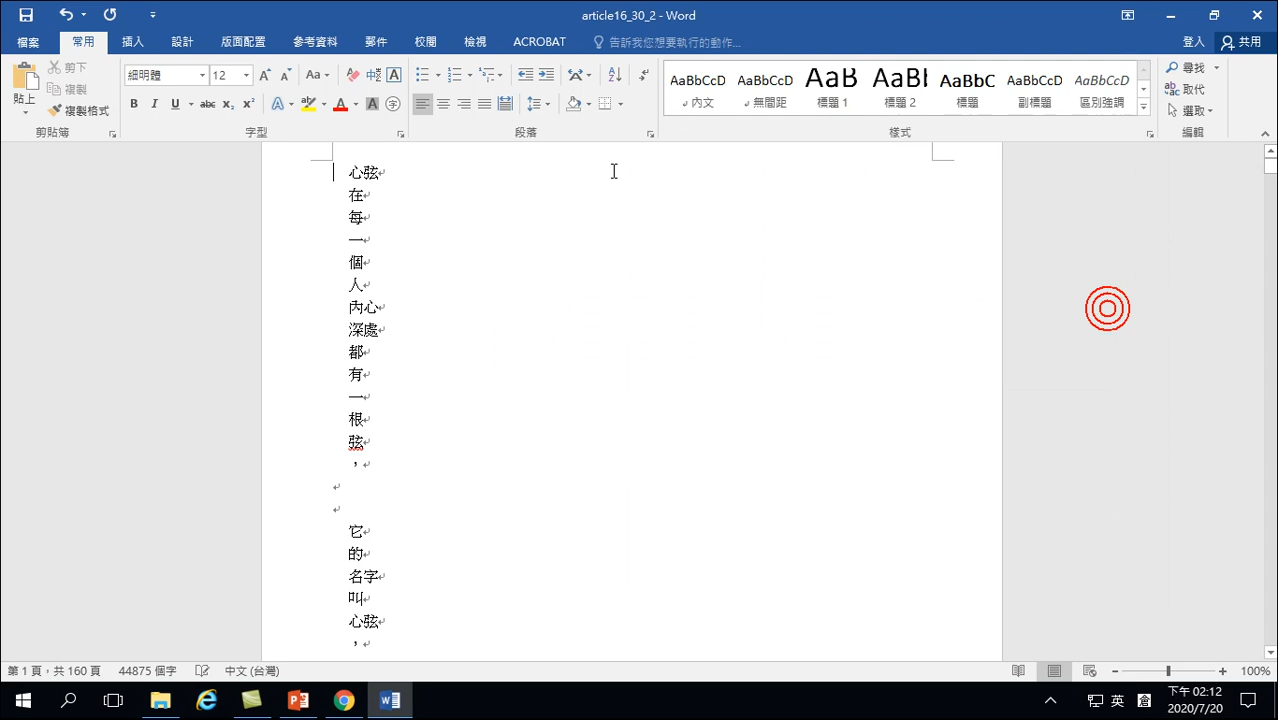 article16_30_2 - Word
檔案 常用 插入 設計 版面配置 參考資料 郵件 校閱 檢視 ACROBAT 告訴我您想要執行的動作... 登入 共用
貼上 剪下 複製 複製格式
細明體 12
AaBbCcD AaBbCcD AaB AaBl AaBbC AaBbCcD AaBbCcD
內文 無間距 標題 1 標題 2 標題 副標題 區別強調
尋找 取代 選取
剪貼簿 字型 段落 樣式 編輯
心弦
在
每
一
個
人
內心
深處
都
有
一
根
弦
，
它
的
名字
叫
心弦
，
第 1 頁，共 160 頁 44875 個字 中文 (台灣) 100%
英 下午 02:12
2020/7/20